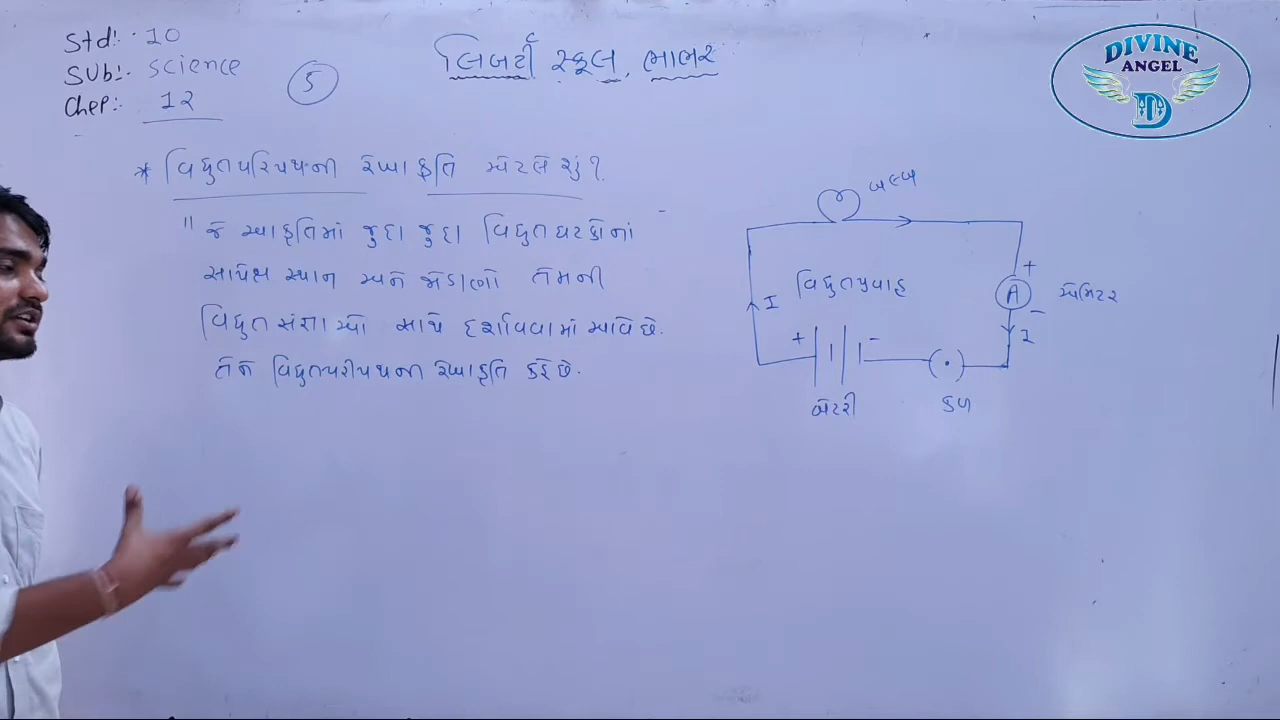 Std:- 10
Sub:- Science
Chep:- 12
5
લિબર્ટી સ્કૂલ, ભાભર
DIVINE
ANGEL
D
* વિદ્યુતપરિપથની રેખાકૃતિ એટલે શું?
" જે આકૃતિમાં જુદા જુદા વિદ્યુતઘટકોનાં
સાપેક્ષ સ્થાન અને જોડાણો તેમની
વિદ્યુત સંજ્ઞાઓ સાથે દર્શાવવામાં આવે છે.
તેને વિદ્યુતપરીપથની રેખાકૃતિ કહે છે.
બલ્બ
+
A
એમિટર
-
I
વિદ્યુતપ્રવાહ
I
+
-
બેટરી
કળ